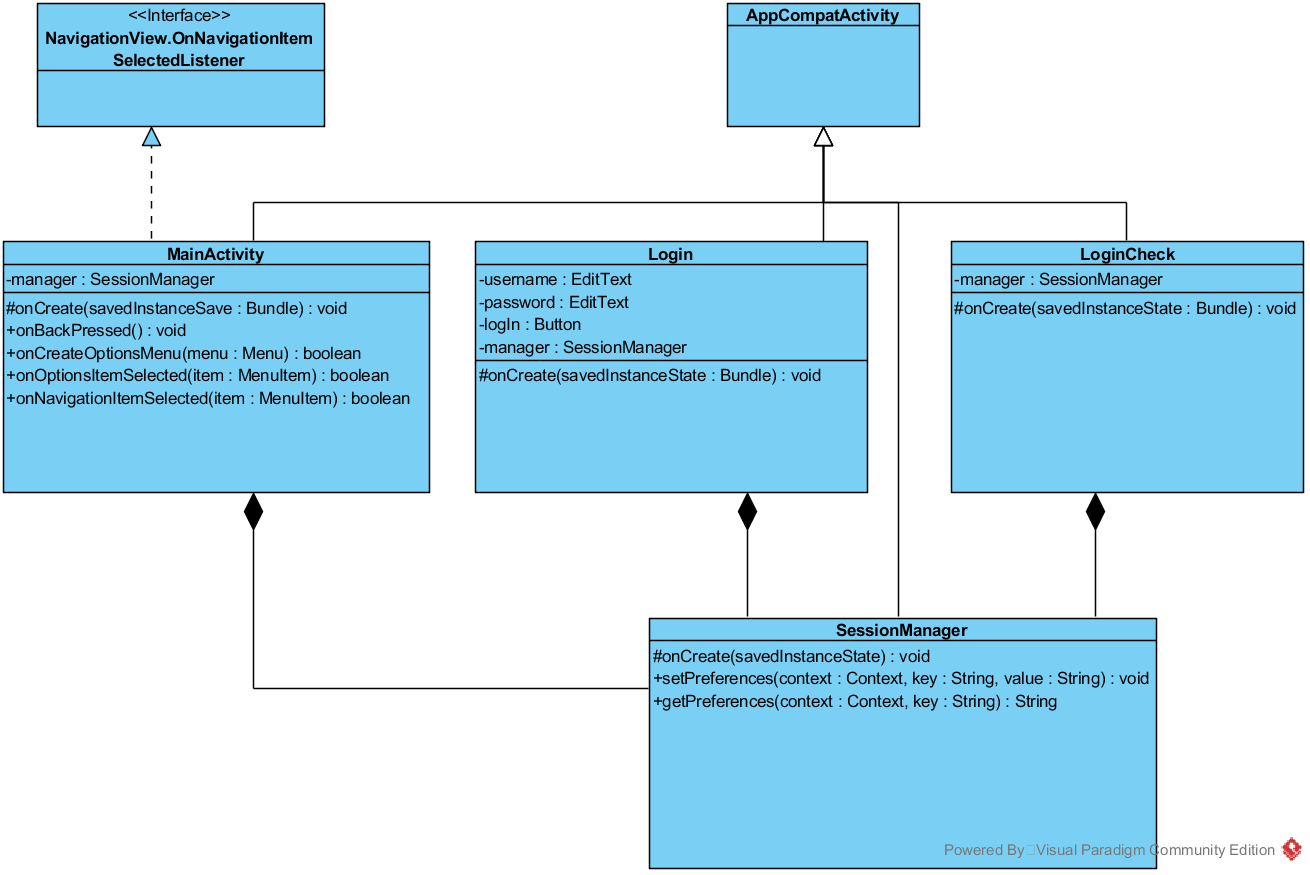 <<Interface>>
NavigationView.OnNavigationItem
SelectedListener
AppCompatActivity
MainActivity
-manager : SessionManager
#onCreate(savedInstanceSave : Bundle) : void
+onBackPressed() : void
+onCreateOptionsMenu(menu : Menu) : boolean
+onOptionsItemSelected(item : MenuItem) : boolean
+onNavigationItemSelected(item : MenuItem) : boolean
Login
-username : EditText
-password : EditText
-logIn : Button
-manager : SessionManager
#onCreate(savedInstanceState : Bundle) : void
LoginCheck
-manager : SessionManager
#onCreate(savedInstanceState : Bundle) : void
SessionManager
#onCreate(savedInstanceState) : void
+setPreferences(context : Context, key : String, value : String) : void
+getPreferences(context : Context, key : String) : String
Powered By Visual Paradigm Community Edition